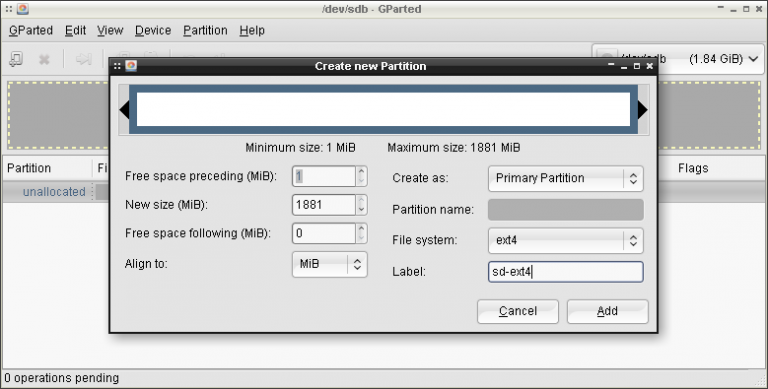 /dev/sdb - GParted
GParted Edit View Device Partition Help
(1.84 GiB)
Create new Partition
Minimum size: 1 MiB Maximum size: 1881 MiB
Free space preceding (MiB): 1 Create as: Primary Partition
New size (MiB): 1881 Partition name:
Free space following (MiB): 0 File system: ext4
Align to: MiB Label: sd-ext4
Cancel Add
Partition Fi Flags
unallocated
0 operations pending